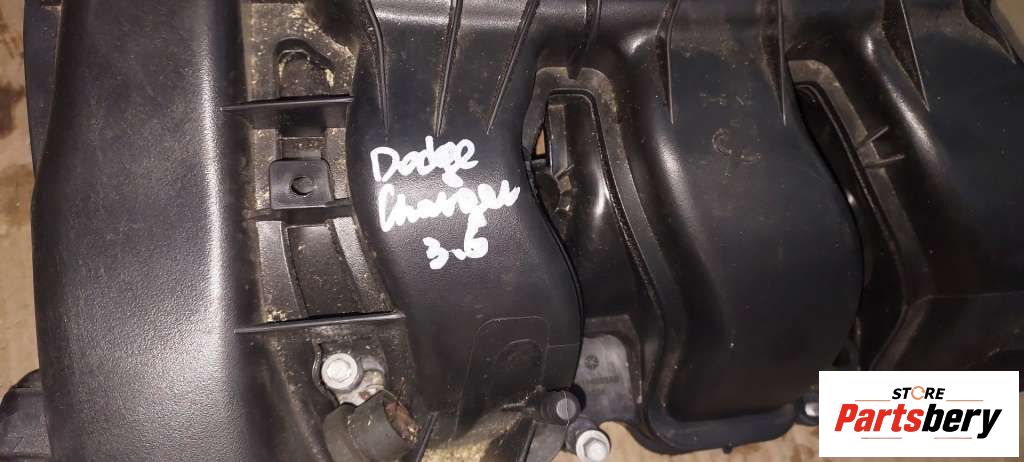 Dodge
Charger
3.6
STORE
Partsbery